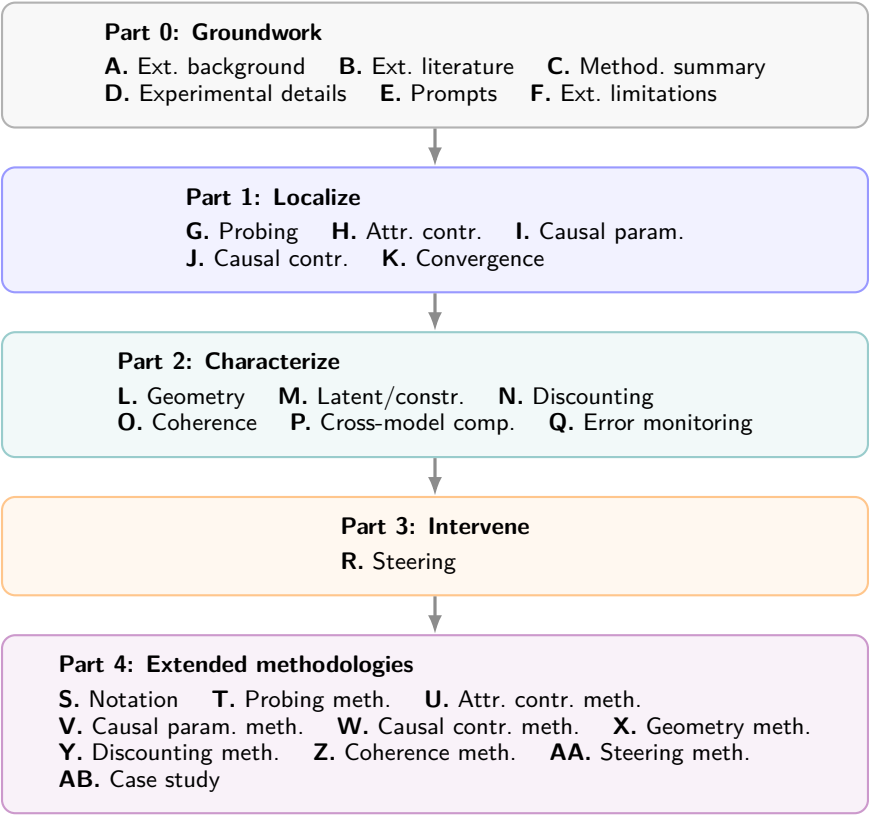 Part 0: Groundwork
A. Ext. background B. Ext. literature C. Method. summary
D. Experimental details E. Prompts F. Ext. limitations
Part 1: Localize
G. Probing H. Attr. contr. I. Causal param.
J. Causal contr. K. Convergence
Part 2: Characterize
L. Geometry M. Latent/constr. N. Discounting
O. Coherence P. Cross-model comp. Q. Error monitoring
Part 3: Intervene
R. Steering
Part 4: Extended methodologies
S. Notation T. Probing meth. U. Attr. contr. meth.
V. Causal param. meth. W. Causal contr. meth. X. Geometry meth.
Y. Discounting meth. Z. Coherence meth. AA. Steering meth.
AB. Case study